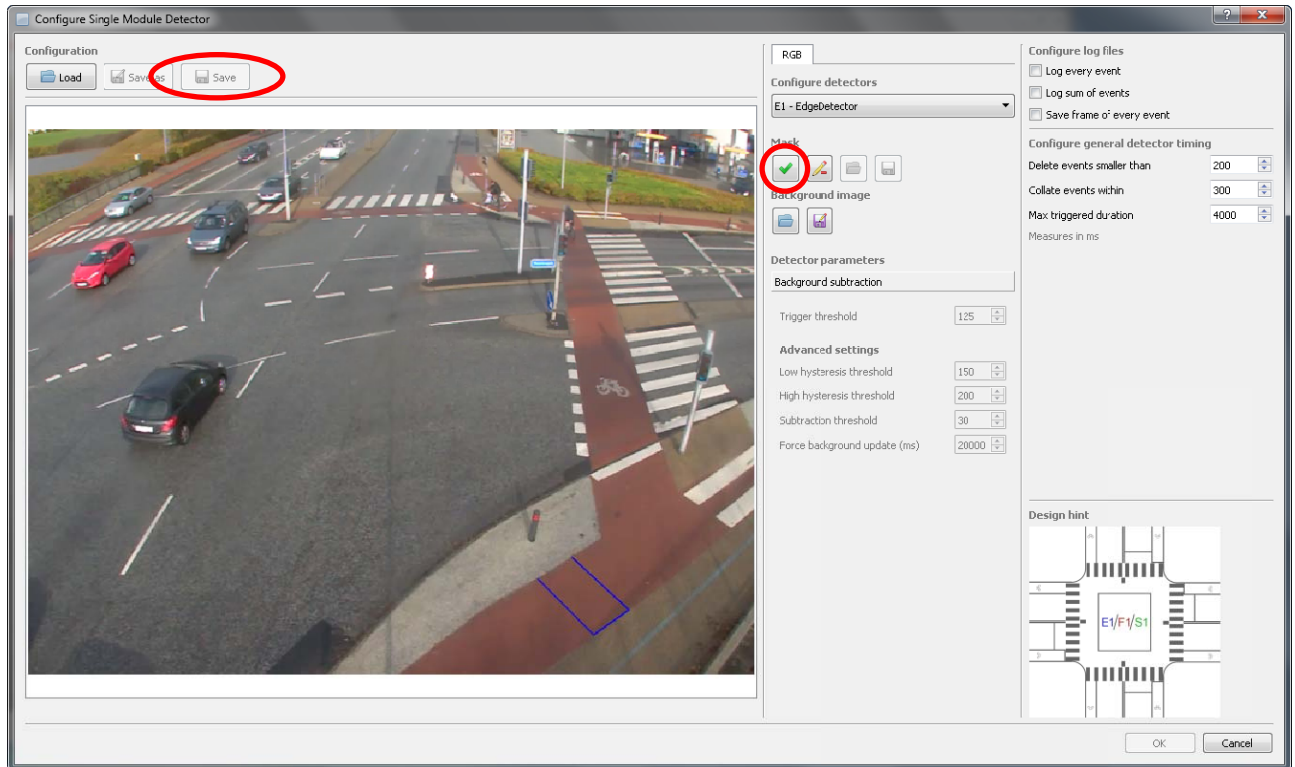 Configure Single Module Detector
Configuration
Load
Save as
Save
RGB
Configure detectors
E1 - EdgeDetector
Mask
Background image
Detector parameters
Background subtraction
Trigger threshold 125
Advanced settings
Low hysteresis threshold 150
High hysteresis threshold 200
Subtraction threshold 30
Force background update (ms) 20000
Configure log files
Log every event
Log sum of events
Save frame of every event
Configure general detector timing
Delete events smaller than 200
Collate events within 300
Max triggered duration 4000
Measures in ms
Design hint
E1/F1/S1
OK
Cancel